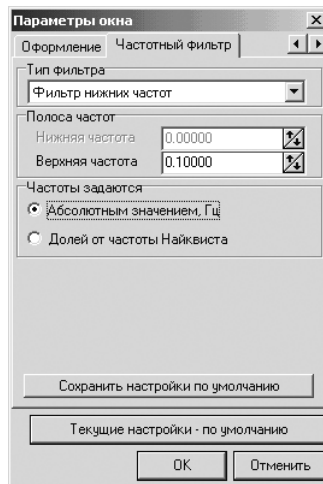 Параметры окна
Оформление Частотный фильтр
Тип фильтра
Фильтр нижних частот
Полоса частот
Нижняя частота 0.00000
Верхняя частота 0.10000
Частоты задаются
Абсолютным значением, Гц
Долей от частоты Найквиста
Сохранить настройки по умолчанию
Текущие настройки - по умолчанию
OK Отменить